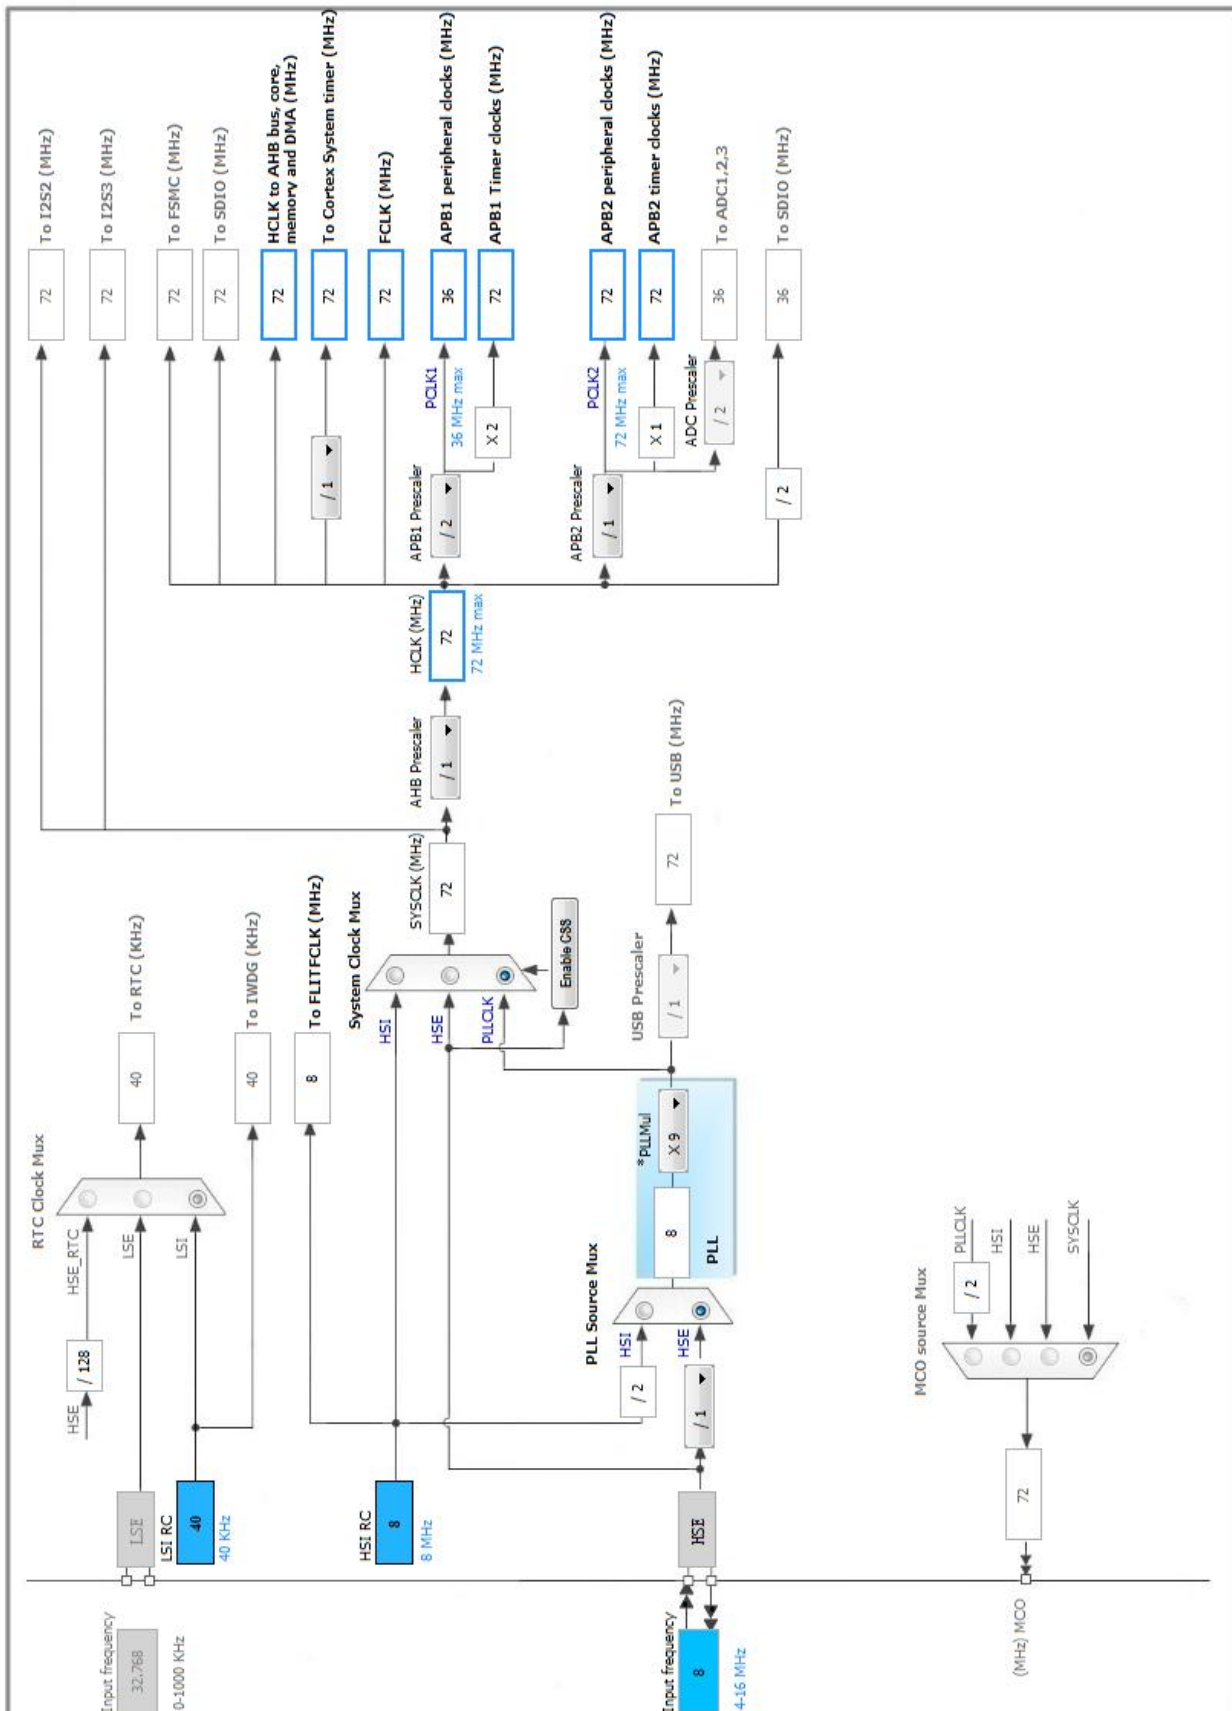 Input frequency
32.768
0-1000 KHz
LSE
LSI RC
40
40 KHz
HSE
/ 128
HSE_RTC
LSE
LSI
RTC Clock Mux
40
To RTC (KHz)
40
To IWDG (KHz)
HSI RC
8
8 MHz
8
To FLITFCLK (MHz)
System Clock Mux
HSI
HSE
PLLCLK
Enable CSS
Input frequency
8
4-16 MHz
HSE
/ 1
/ 2
HSI
HSE
PLL Source Mux
8
*PLLMul
X 9
PLL
USB Prescaler
/ 1
72
To USB (MHz)
SYSCLK (MHz)
72
AHB Prescaler
/ 1
HCLK (MHz)
72
72 MHz max
72
To I2S2 (MHz)
72
To I2S3 (MHz)
72
To FSMC (MHz)
72
To SDIO (MHz)
72
HCLK to AHB bus, core,
memory and DMA (MHz)
/ 1
72
To Cortex System timer (MHz)
72
FCLK (MHz)
APB1 Prescaler
/ 2
PCLK1
36 MHz max
36
APB1 peripheral clocks (MHz)
X 2
72
APB1 Timer clocks (MHz)
APB2 Prescaler
/ 1
PCLK2
72 MHz max
72
APB2 peripheral clocks (MHz)
X 1
72
APB2 timer clocks (MHz)
ADC Prescaler
/ 2
36
To ADC1,2,3
/ 2
36
To SDIO (MHz)
(MHz) MCO
72
MCO source Mux
/ 2
PLLCLK
HSI
HSE
SYSCLK